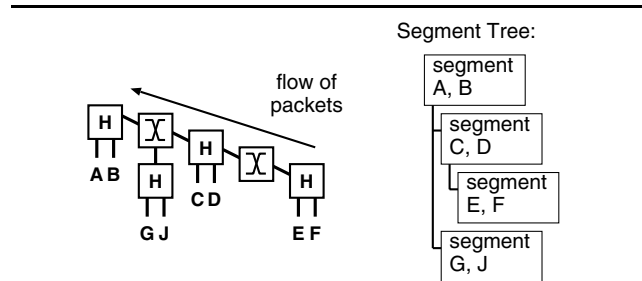 Segment Tree:
flow of
packets
segment
A, B
segment
C, D
segment
E, F
segment
G, J
H
A B
H
G J
H
C D
H
E F